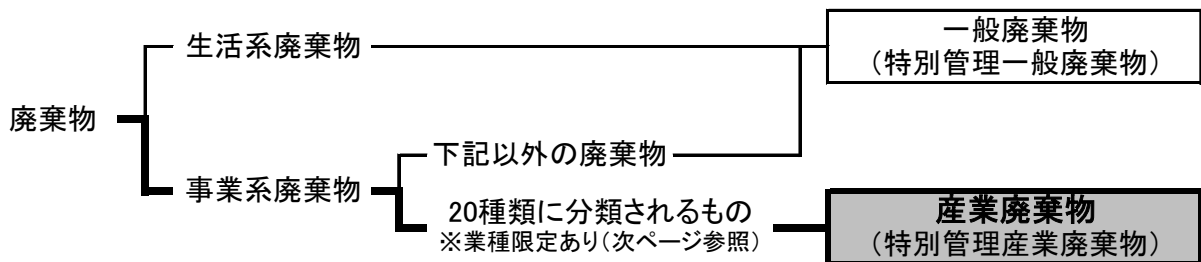 廃棄物
生活系廃棄物
一般廃棄物
（特別管理一般廃棄物）
事業系廃棄物
下記以外の廃棄物
20種類に分類されるもの
※業種限定あり（次ページ参照）
産業廃棄物
（特別管理産業廃棄物）